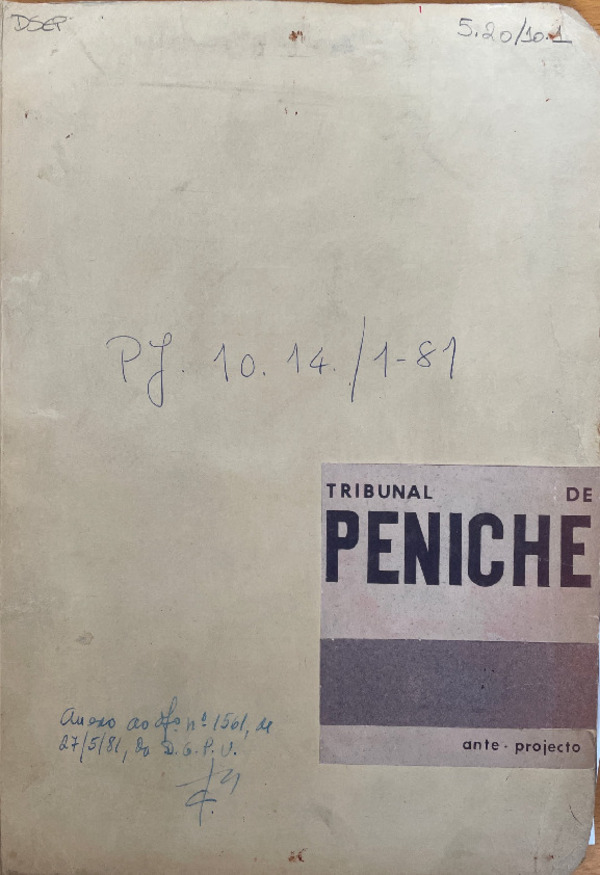 DSEP
5.20/10.1
PJ. 10.14./1-81
TRIBUNAL DE
PENICHE
ante-projecto
Anexo ao of.º nº 1561, de
27/5/81, da D.G.P.U.